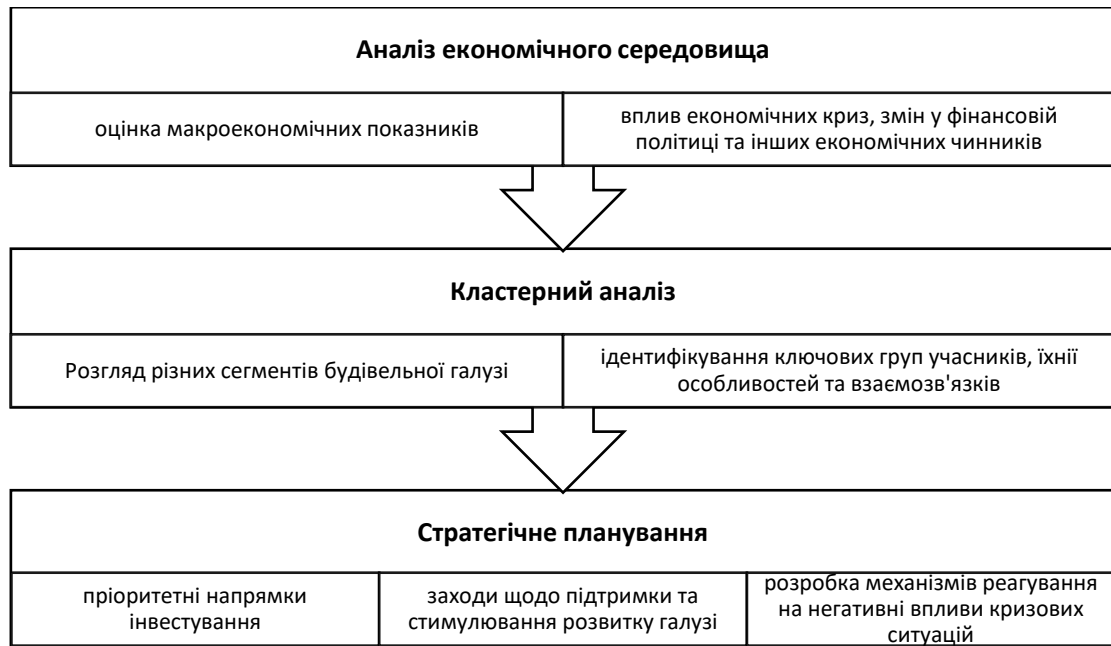 Аналіз економічного середовища
оцінка макроекономічних показників
вплив економічних криз, змін у фінансовій
політиці та інших економічних чинників
Кластерний аналіз
Розгляд різних сегментів будівельної галузі
ідентифікування ключових груп учасників, їхнії
особливостей та взаємозв'язків
Стратегічне планування
пріоритетні напрямки
інвестування
заходи щодо підтримки та
стимулювання розвитку галузі
розробка механізмів реагування
на негативні впливи кризових
ситуацій